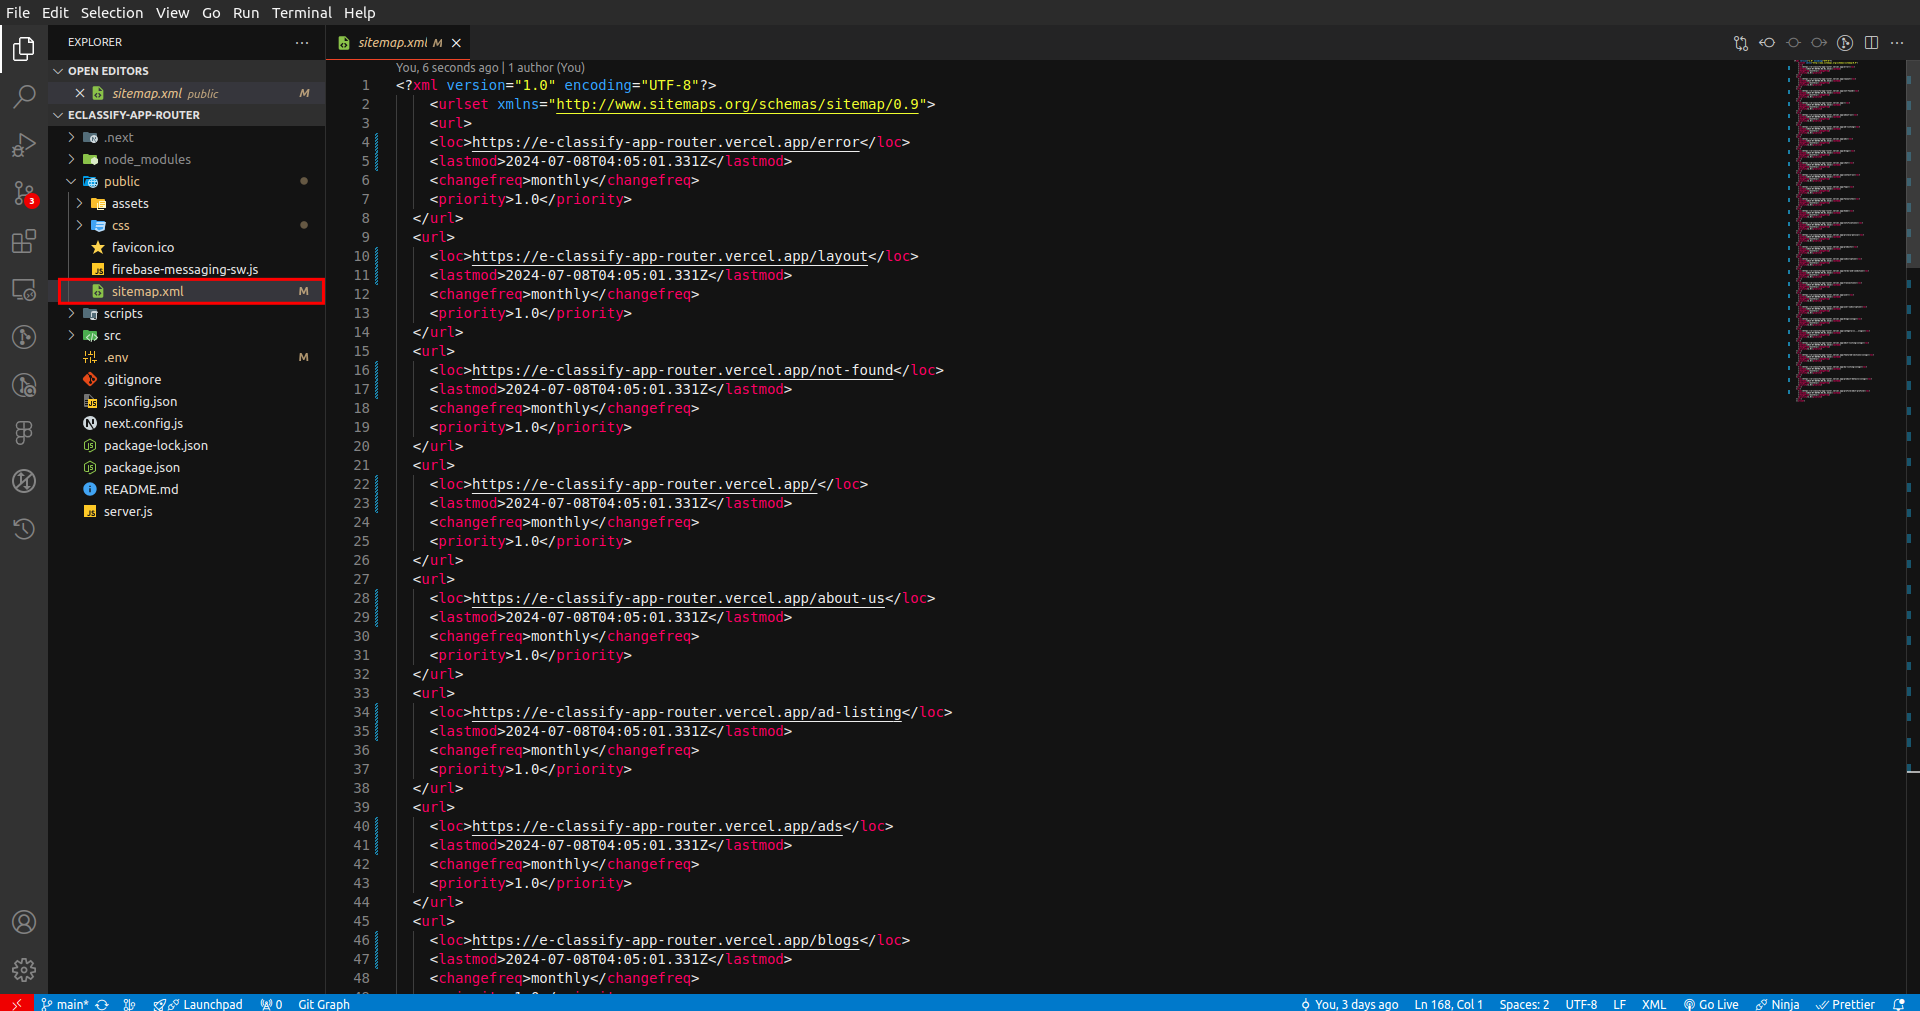 File Edit Selection View Go Run Terminal Help
EXPLORER
OPEN EDITORS
sitemap.xml public M
ECLASSIFY-APP-ROUTER
.next
node_modules
public
assets
css
favicon.ico
firebase-messaging-sw.js
sitemap.xml M
scripts
src
.env M
.gitignore
jsconfig.json
next.config.js
package-lock.json
package.json
README.md
server.js
3
sitemap.xml M
You, 6 seconds ago | 1 author (You)
1 <?xml version="1.0" encoding="UTF-8"?>
2 <urlset xmlns="http://www.sitemaps.org/schemas/sitemap/0.9">
3 <url>
4 <loc>https://e-classify-app-router.vercel.app/error</loc>
5 <lastmod>2024-07-08T04:05:01.331Z</lastmod>
6 <changefreq>monthly</changefreq>
7 <priority>1.0</priority>
8 </url>
9 <url>
10 <loc>https://e-classify-app-router.vercel.app/layout</loc>
11 <lastmod>2024-07-08T04:05:01.331Z</lastmod>
12 <changefreq>monthly</changefreq>
13 <priority>1.0</priority>
14 </url>
15 <url>
16 <loc>https://e-classify-app-router.vercel.app/not-found</loc>
17 <lastmod>2024-07-08T04:05:01.331Z</lastmod>
18 <changefreq>monthly</changefreq>
19 <priority>1.0</priority>
20 </url>
21 <url>
22 <loc>https://e-classify-app-router.vercel.app/</loc>
23 <lastmod>2024-07-08T04:05:01.331Z</lastmod>
24 <changefreq>monthly</changefreq>
25 <priority>1.0</priority>
26 </url>
27 <url>
28 <loc>https://e-classify-app-router.vercel.app/about-us</loc>
29 <lastmod>2024-07-08T04:05:01.331Z</lastmod>
30 <changefreq>monthly</changefreq>
31 <priority>1.0</priority>
32 </url>
33 <url>
34 <loc>https://e-classify-app-router.vercel.app/ad-listing</loc>
35 <lastmod>2024-07-08T04:05:01.331Z</lastmod>
36 <changefreq>monthly</changefreq>
37 <priority>1.0</priority>
38 </url>
39 <url>
40 <loc>https://e-classify-app-router.vercel.app/ads</loc>
41 <lastmod>2024-07-08T04:05:01.331Z</lastmod>
42 <changefreq>monthly</changefreq>
43 <priority>1.0</priority>
44 </url>
45 <url>
46 <loc>https://e-classify-app-router.vercel.app/blogs</loc>
47 <lastmod>2024-07-08T04:05:01.331Z</lastmod>
48 <changefreq>monthly</changefreq>
main* Launchpad 0 Git Graph You, 3 days ago Ln 168, Col 1 Spaces: 2 UTF-8 LF XML Go Live Ninja Prettier